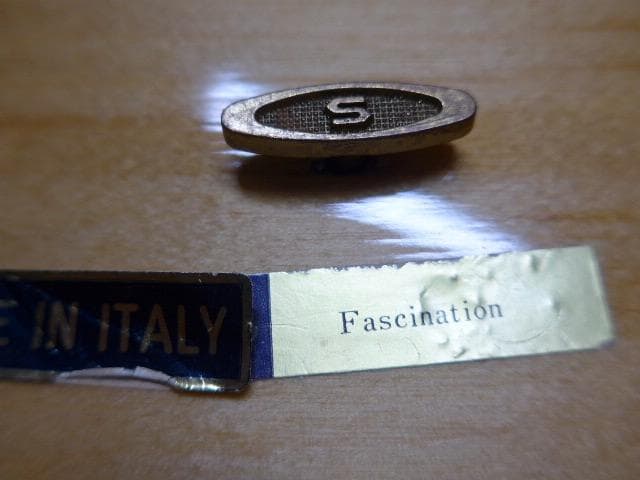 S
E IN ITALY
Fascination